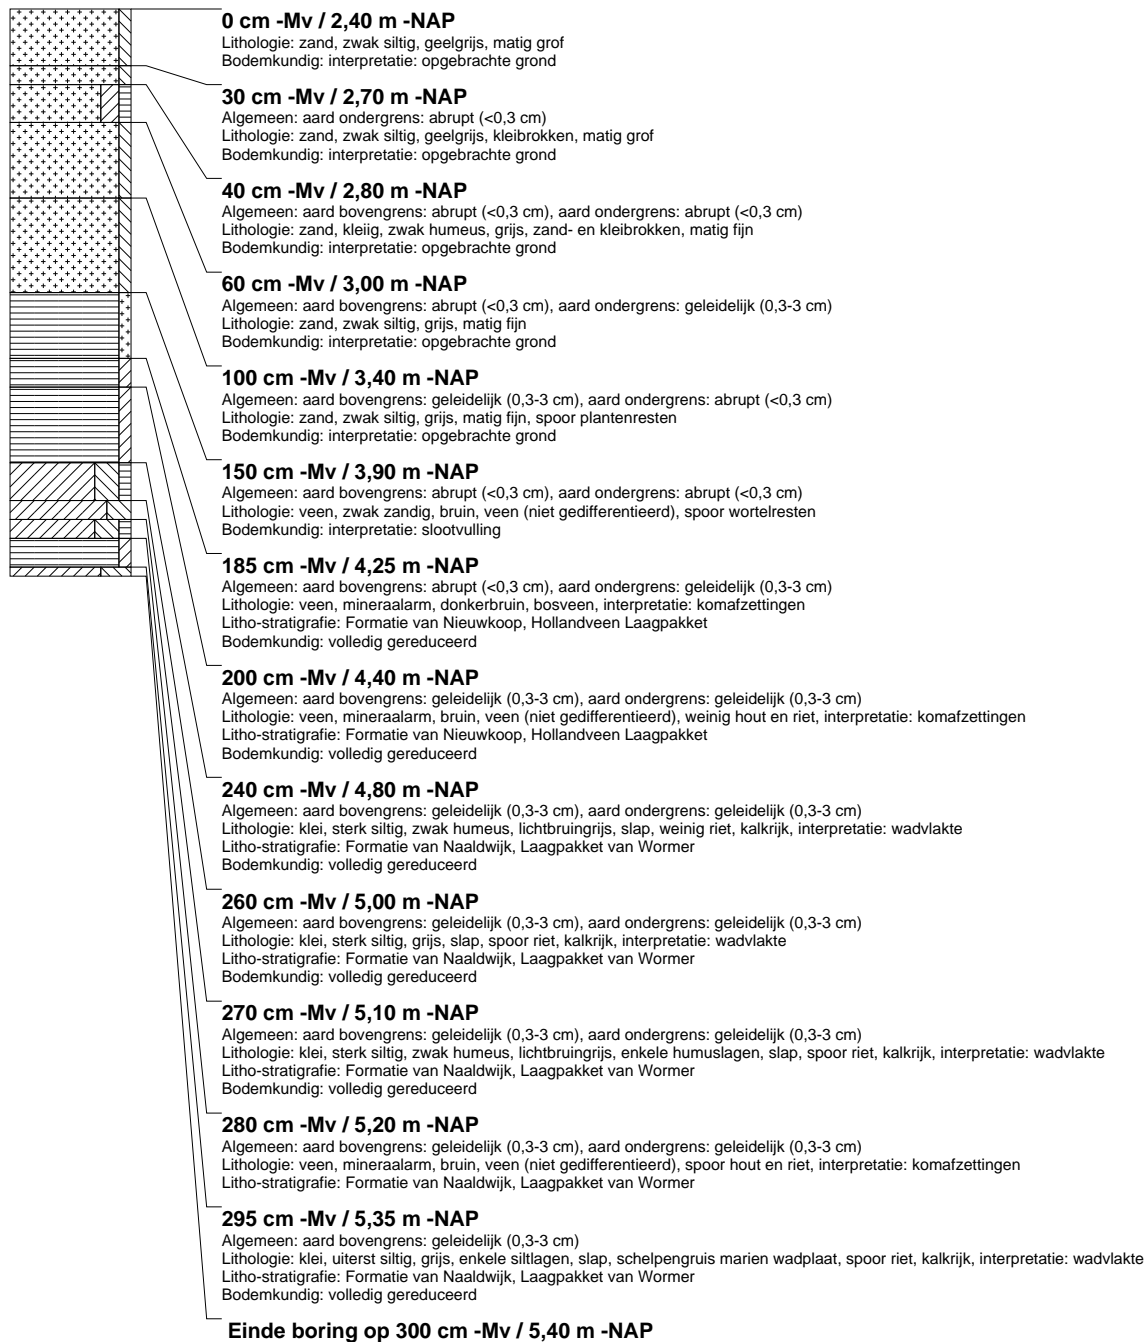 0 cm -Mv / 2,40 m -NAP
Lithologie: zand, zwak siltig, geelgrijs, matig grof
Bodemkundig: interpretatie: opgebrachte grond
30 cm -Mv / 2,70 m -NAP
Algemeen: aard ondergrens: abrupt (<0,3 cm)
Lithologie: zand, zwak siltig, geelgrijs, kleibrokken, matig grof
Bodemkundig: interpretatie: opgebrachte grond
40 cm -Mv / 2,80 m -NAP
Algemeen: aard bovengrens: abrupt (<0,3 cm), aard ondergrens: abrupt (<0,3 cm)
Lithologie: zand, kleiig, zwak humeus, grijs, zand- en kleibrokken, matig fijn
Bodemkundig: interpretatie: opgebrachte grond
60 cm -Mv / 3,00 m -NAP
Algemeen: aard bovengrens: abrupt (<0,3 cm), aard ondergrens: geleidelijk (0,3-3 cm)
Lithologie: zand, zwak siltig, grijs, matig fijn
Bodemkundig: interpretatie: opgebrachte grond
100 cm -Mv / 3,40 m -NAP
Algemeen: aard bovengrens: geleidelijk (0,3-3 cm), aard ondergrens: abrupt (<0,3 cm)
Lithologie: zand, zwak siltig, grijs, matig fijn, spoor plantenresten
Bodemkundig: interpretatie: opgebrachte grond
150 cm -Mv / 3,90 m -NAP
Algemeen: aard bovengrens: abrupt (<0,3 cm), aard ondergrens: abrupt (<0,3 cm)
Lithologie: veen, zwak zandig, bruin, veen (niet gedifferentieerd), spoor wortelresten
Bodemkundig: interpretatie: slootvulling
185 cm -Mv / 4,25 m -NAP
Algemeen: aard bovengrens: abrupt (<0,3 cm), aard ondergrens: geleidelijk (0,3-3 cm)
Lithologie: veen, mineraalarm, donkerbruin, bosveen, interpretatie: komafzettingen
Litho-stratigrafie: Formatie van Nieuwkoop, Hollandveen Laagpakket
Bodemkundig: volledig gereduceerd
200 cm -Mv / 4,40 m -NAP
Algemeen: aard bovengrens: geleidelijk (0,3-3 cm), aard ondergrens: geleidelijk (0,3-3 cm)
Lithologie: veen, mineraalarm, bruin, veen (niet gedifferentieerd), weinig hout en riet, interpretatie: komafzettingen
Litho-stratigrafie: Formatie van Nieuwkoop, Hollandveen Laagpakket
Bodemkundig: volledig gereduceerd
240 cm -Mv / 4,80 m -NAP
Algemeen: aard bovengrens: geleidelijk (0,3-3 cm), aard ondergrens: geleidelijk (0,3-3 cm)
Lithologie: klei, sterk siltig, zwak humeus, lichtbruingrijs, slap, weinig riet, kalkrijk, interpretatie: wadvlakte
Litho-stratigrafie: Formatie van Naaldwijk, Laagpakket van Wormer
Bodemkundig: volledig gereduceerd
260 cm -Mv / 5,00 m -NAP
Algemeen: aard bovengrens: geleidelijk (0,3-3 cm), aard ondergrens: geleidelijk (0,3-3 cm)
Lithologie: klei, sterk siltig, grijs, slap, spoor riet, kalkrijk, interpretatie: wadvlakte
Litho-stratigrafie: Formatie van Naaldwijk, Laagpakket van Wormer
Bodemkundig: volledig gereduceerd
270 cm -Mv / 5,10 m -NAP
Algemeen: aard bovengrens: geleidelijk (0,3-3 cm), aard ondergrens: geleidelijk (0,3-3 cm)
Lithologie: klei, sterk siltig, zwak humeus, lichtbruingrijs, enkele humuslagen, slap, spoor riet, kalkrijk, interpretatie: wadvlakte
Litho-stratigrafie: Formatie van Naaldwijk, Laagpakket van Wormer
Bodemkundig: volledig gereduceerd
280 cm -Mv / 5,20 m -NAP
Algemeen: aard bovengrens: geleidelijk (0,3-3 cm), aard ondergrens: geleidelijk (0,3-3 cm)
Lithologie: veen, mineraalarm, bruin, veen (niet gedifferentieerd), spoor hout en riet, interpretatie: komafzettingen
Litho-stratigrafie: Formatie van Naaldwijk, Laagpakket van Wormer
295 cm -Mv / 5,35 m -NAP
Algemeen: aard bovengrens: geleidelijk (0,3-3 cm)
Lithologie: klei, uiterst siltig, grijs, enkele siltlagen, slap, schelpengruis marien wadplaat, spoor riet, kalkrijk, interpretatie: wadvlakte
Litho-stratigrafie: Formatie van Naaldwijk, Laagpakket van Wormer
Bodemkundig: volledig gereduceerd
Einde boring op 300 cm -Mv / 5,40 m -NAP